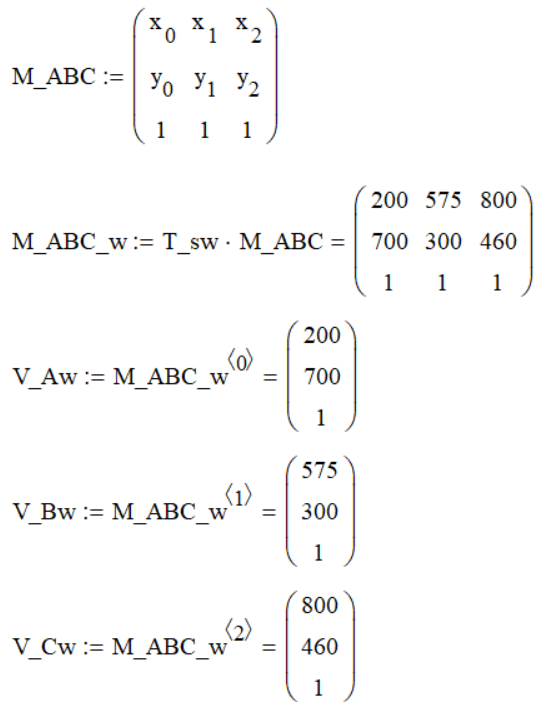 x0 x1 x2
M_ABC := y0 y1 y2
1 1 1
200 575 800
M_ABC_w := T_sw · M_ABC = 700 300 460
1 1 1
200
V_Aw := M_ABC_w⟨0⟩ = 700
1
575
V_Bw := M_ABC_w⟨1⟩ = 300
1
800
V_Cw := M_ABC_w⟨2⟩ = 460
1